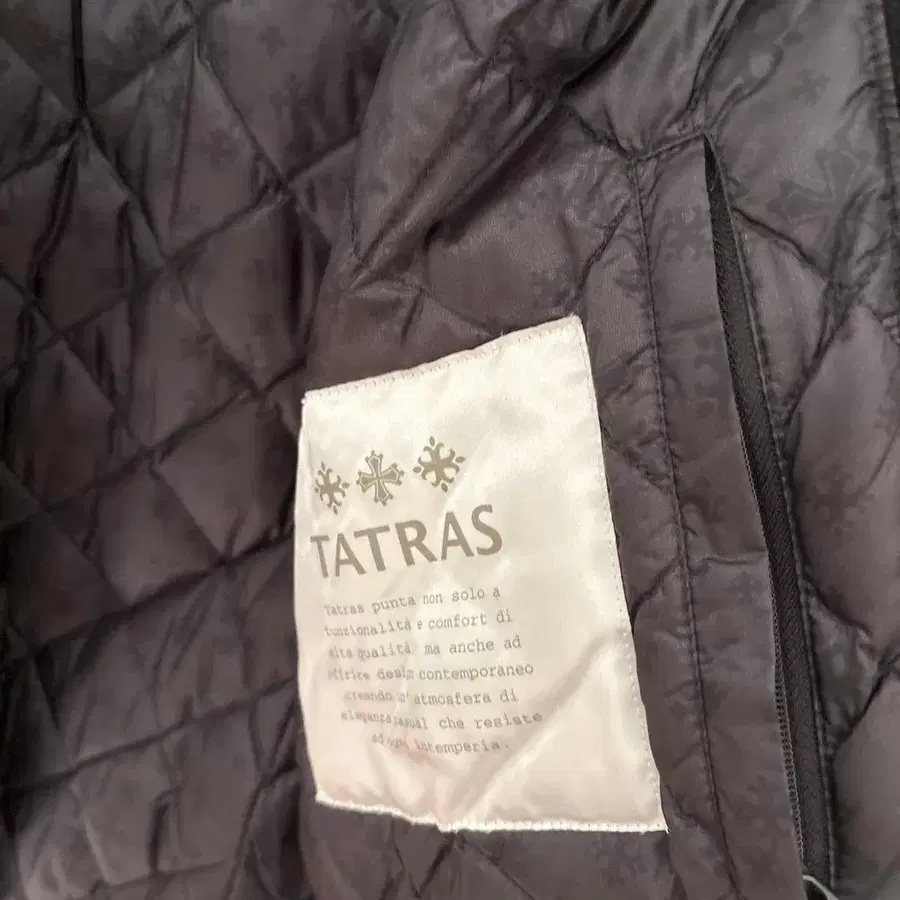 TATRAS
Tatras punta non solo a
funzionalità e comfort di
alta qualità, ma anche ad
offrire design contemporaneo
creando un'atmosfera di
eleganza casual che resiste
ad ogni intemperia.